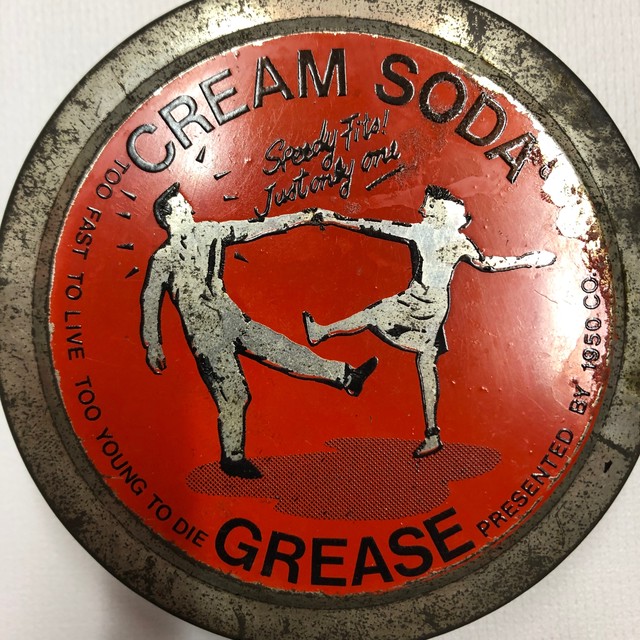 CREAM SODA
Speedy Fits!
Just only one
TOO FAST TO LIVE TOO YOUNG TO DIE
GREASE
PRESENTED BY 1950 CO.